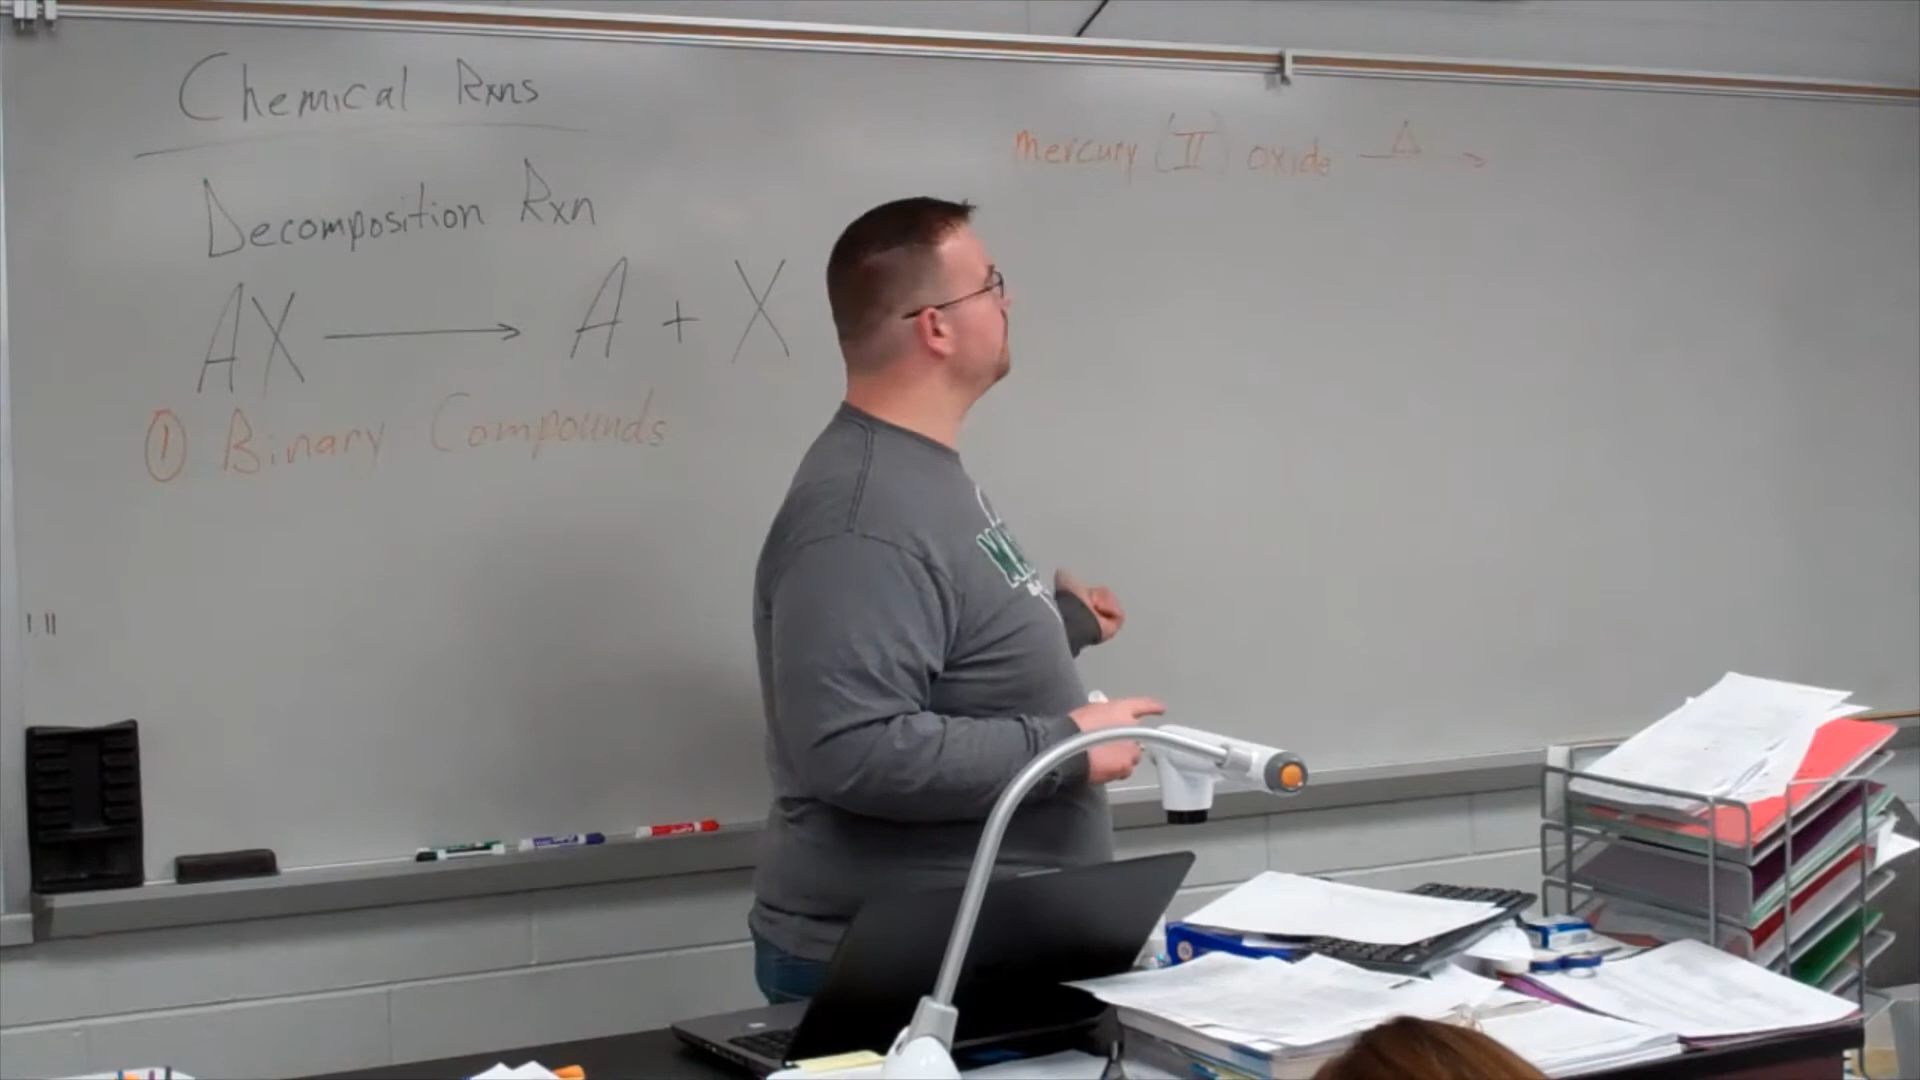 Chemical Rxns
Decomposition Rxn
AX ⟶ A + X
① Binary Compounds
mercury (II) oxide —Δ→